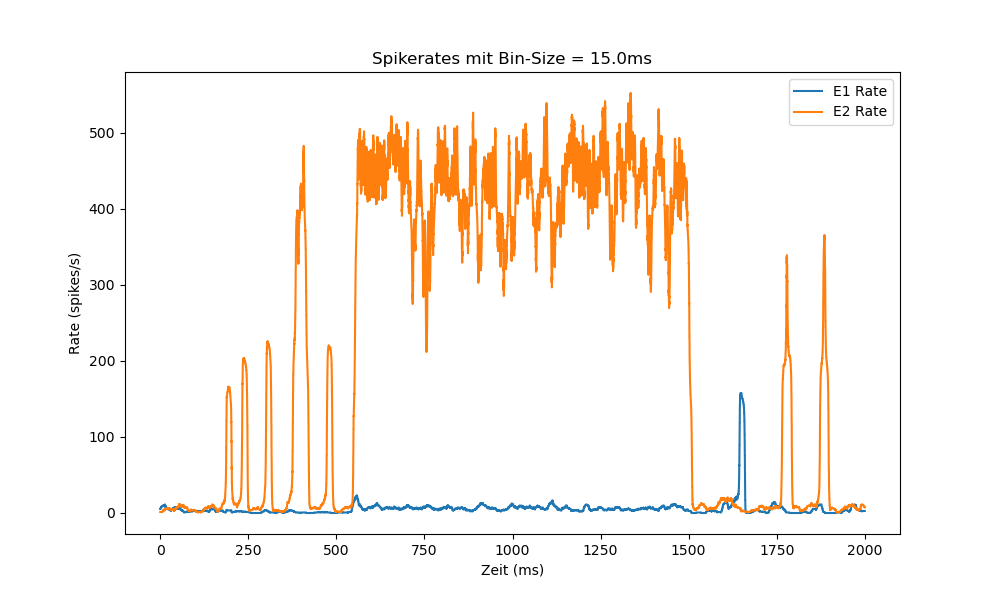 Spikerates mit Bin-Size = 15.0ms
E1 Rate
E2 Rate
Rate (spikes/s)
500
400
300
200
100
0
0 250 500 750 1000 1250 1500 1750 2000
Zeit (ms)